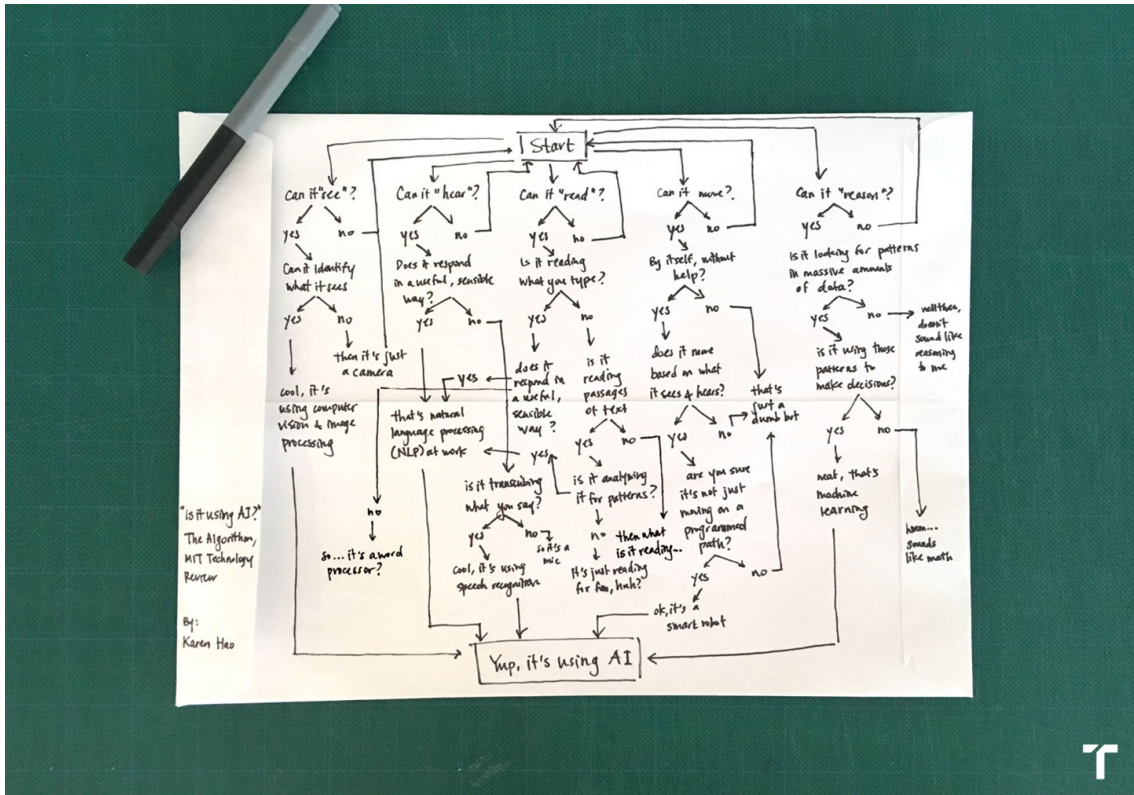 Start
Can it "see"?
yes
no
Can it identify
what it sees
yes
no
then it's just
a camera
cool, it's
using computer
vision & image
processing
Can it "hear"?
yes
no
Does it respond
in a useful, sensible
way?
yes
no
that's natural
language processing
(NLP) at work
is it transcribing
what you say?
yes
no
so it's a
mic
cool, it's using
speech recognition
Can it "read"?
yes
no
Is it reading
what you type?
yes
no
does it
respond in
a useful,
sensible
way?
yes
no
so... it's a word
processor?
is it
reading
passages
of text
yes
no
is it analyzing
it for patterns?
yes
no
it's just reading
for fun, huh?
then what
is it reading...
Can it move?
yes
no
By itself, without
help?
yes
no
does it move
based on what
it sees & hears?
yes
no
that's
just a
dumb bot
are you sure
it's not just
moving on a
programmed
path?
yes
no
ok, it's a
smart robot
Can it "reason"?
yes
no
Is it looking for patterns
in massive amounts
of data?
yes
no
well then,
doesn't
sound like
reasoning
to me
is it using those
patterns to
make decisions?
yes
no
neat, that's
machine
learning
hmm...
sounds
like math
Yup, it's using AI
"Is it using AI?"
The Algorithm,
MIT Technology
Review
By:
Karen Hao
T